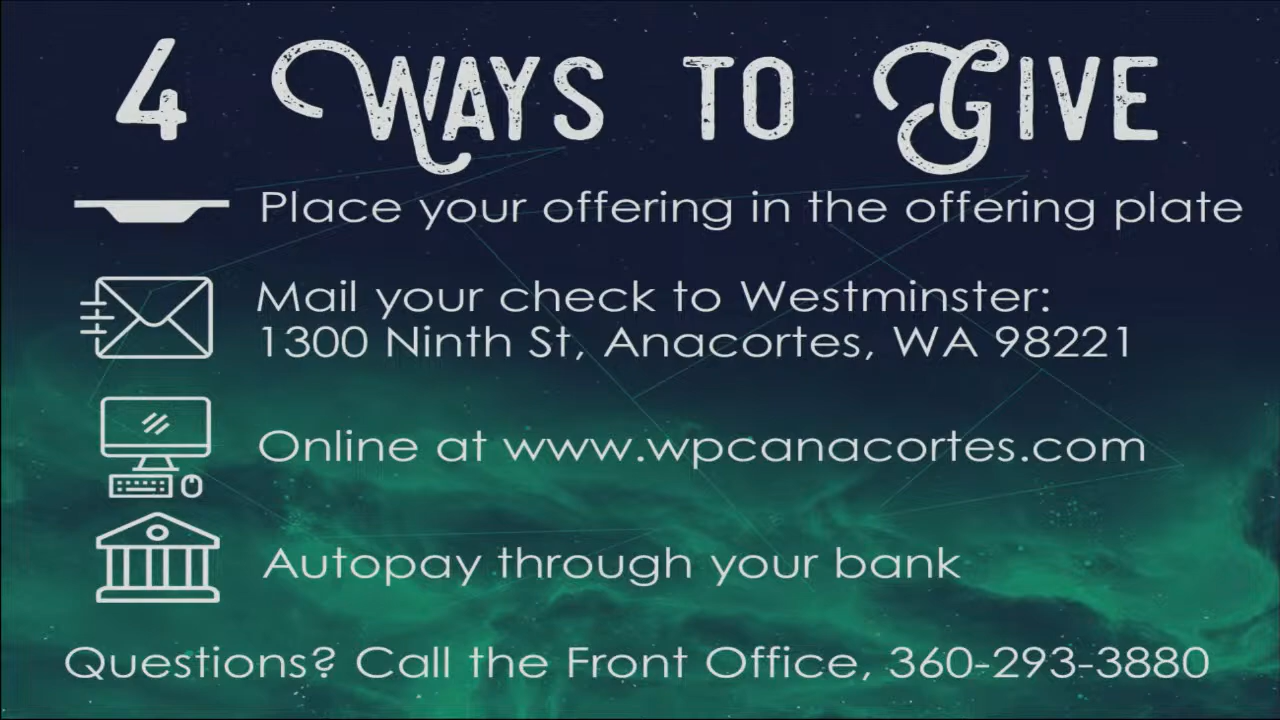 4 Ways to Give
Place your offering in the offering plate
Mail your check to Westminster:
1300 Ninth St, Anacortes, WA 98221
Online at www.wpcanacortes.com
Autopay through your bank
Questions? Call the Front Office, 360-293-3880